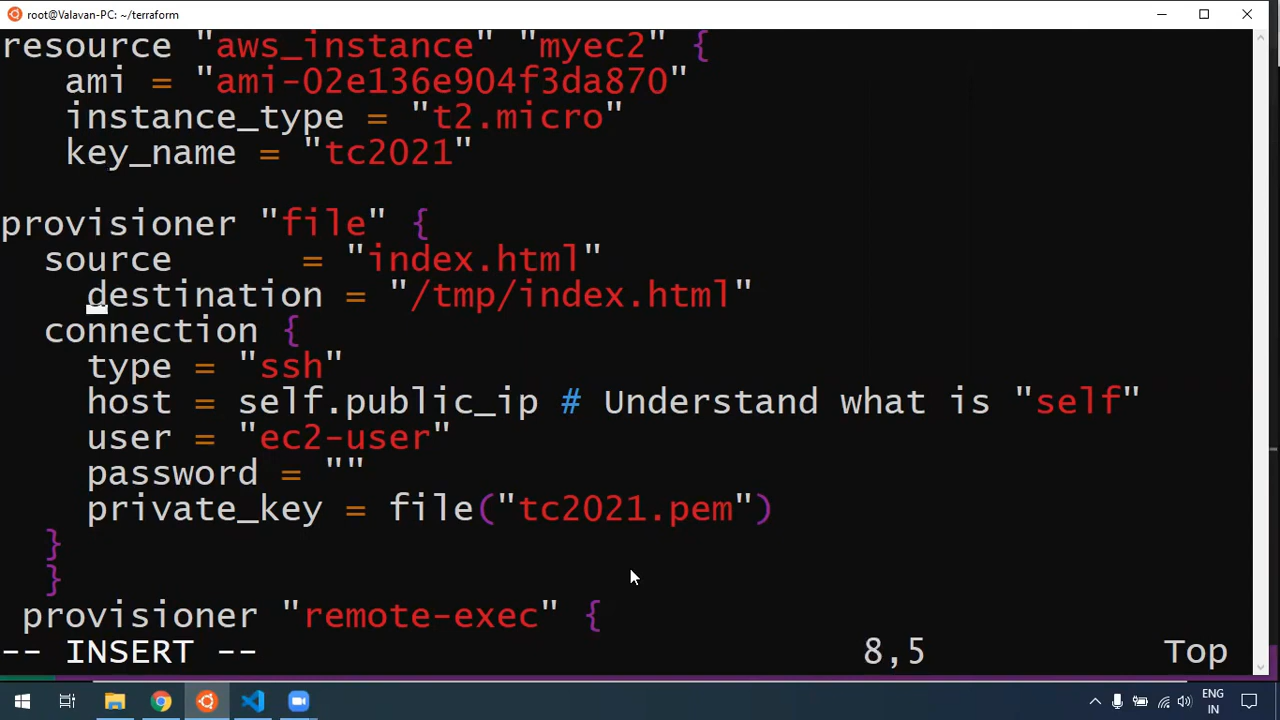 root@Valavan-PC: ~/terraform
resource "aws_instance" "myec2" {
    ami = "ami-02e136e904f3da870"
    instance_type = "t2.micro"
    key_name = "tc2021"
provisioner "file" {
  source      = "index.html"
    destination = "/tmp/index.html"
  connection {
    type = "ssh"
    host = self.public_ip # Understand what is "self"
    user = "ec2-user"
    password = ""
    private_key = file("tc2021.pem")
  }
  }
 provisioner "remote-exec" {
-- INSERT -- 8,5 Top
ENG
IN